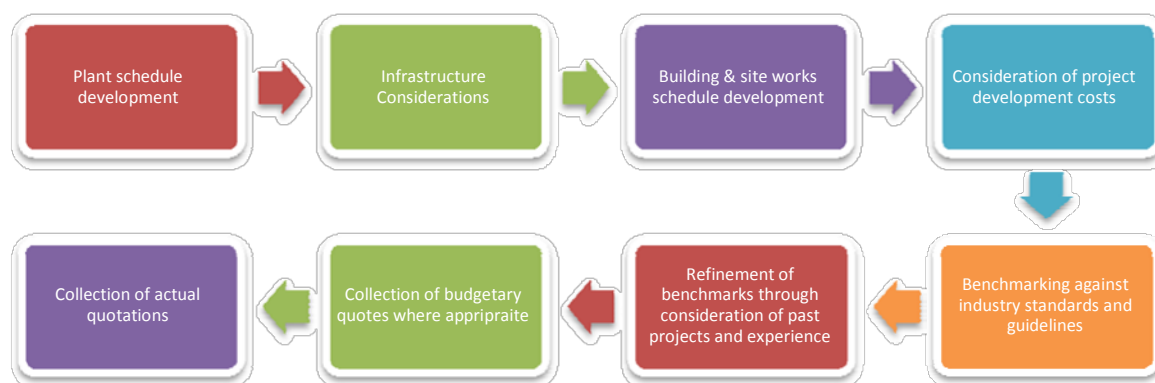 Plant schedule
development
Infrastructure
Considerations
Building & site works
schedule development
Consideration of project
development costs
Benchmarking against
industry standards and
guidelines
Refinement of
benchmarks through
consideration of past
projects and experience
Collection of budgetary
quotes where appripraite
Collection of actual
quotations